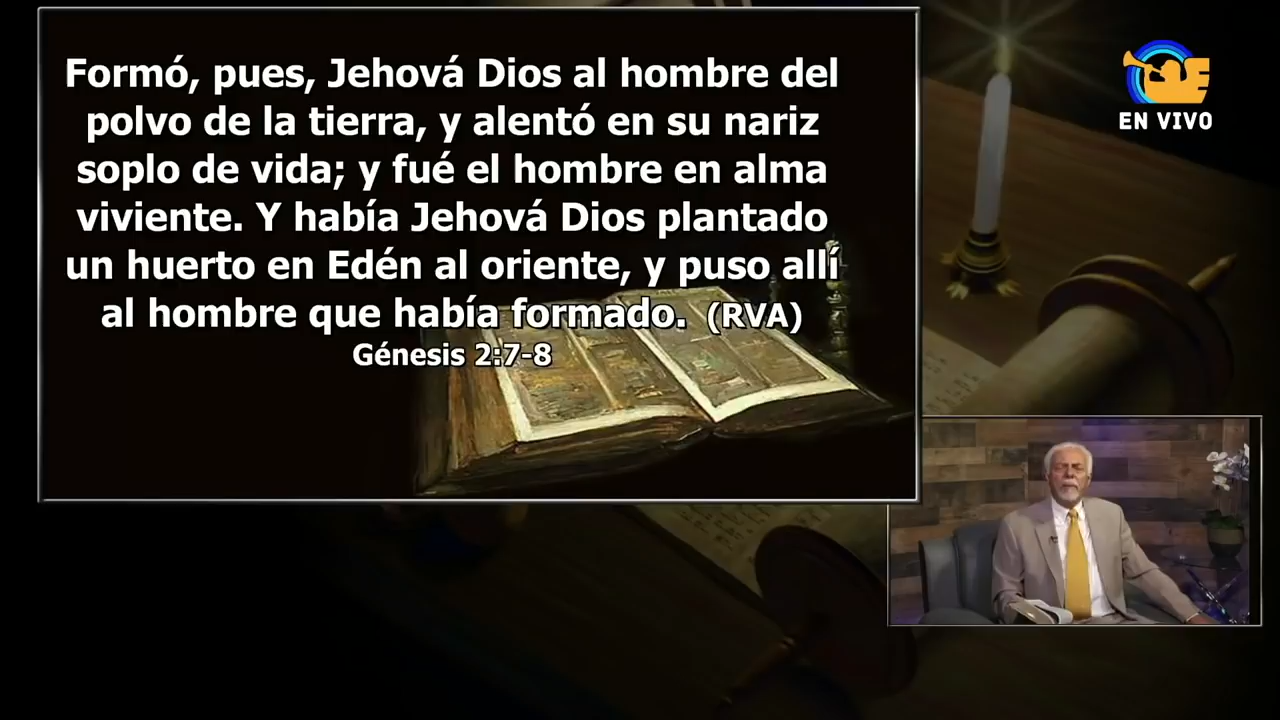 Formó, pues, Jehová Dios al hombre del
polvo de la tierra, y alentó en su nariz
soplo de vida; y fué el hombre en alma
viviente. Y había Jehová Dios plantado
un huerto en Edén al oriente, y puso allí
al hombre que había formado. (RVA)
Génesis 2:7-8
EN VIVO